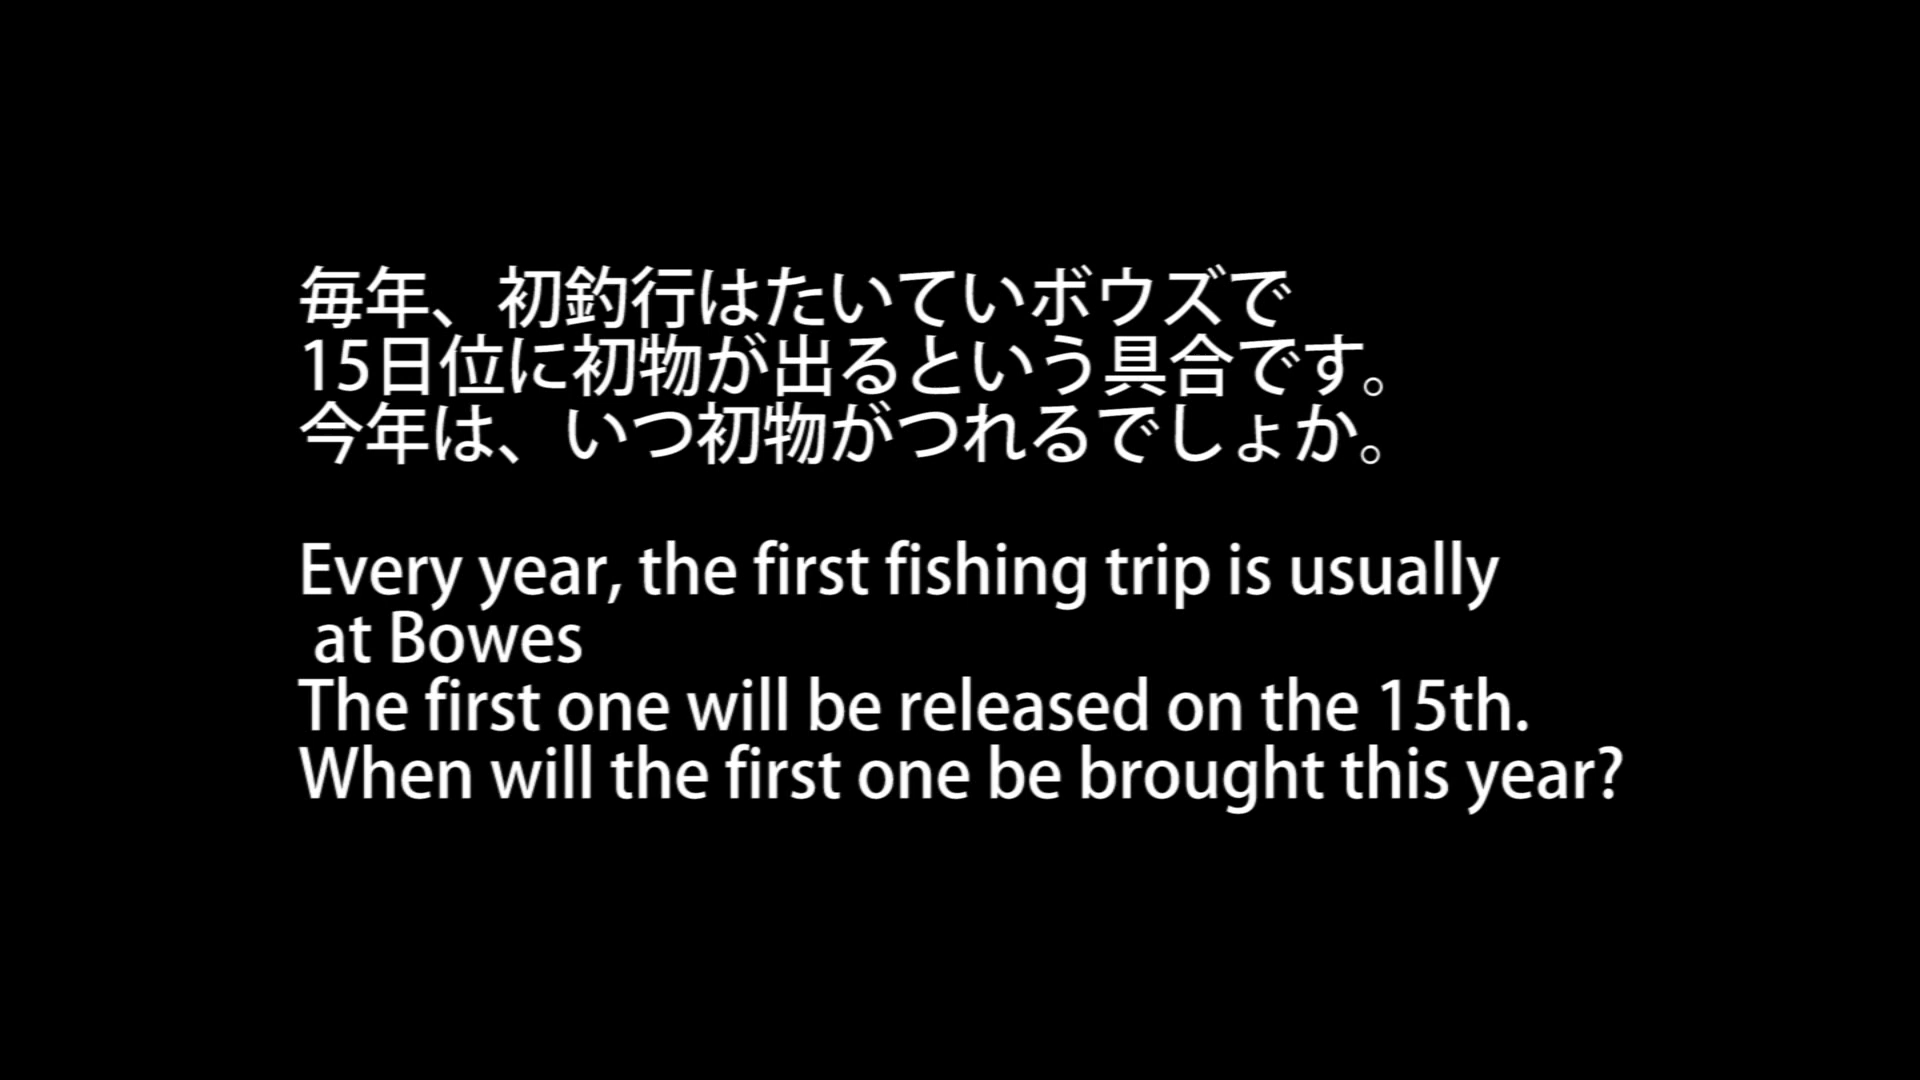 毎年、初釣行はたいていボウズで
15日位に初物が出るという具合です。
今年は、いつ初物がつれるでしょか。
Every year, the first fishing trip is usually
at Bowes
The first one will be released on the 15th.
When will the first one be brought this year?